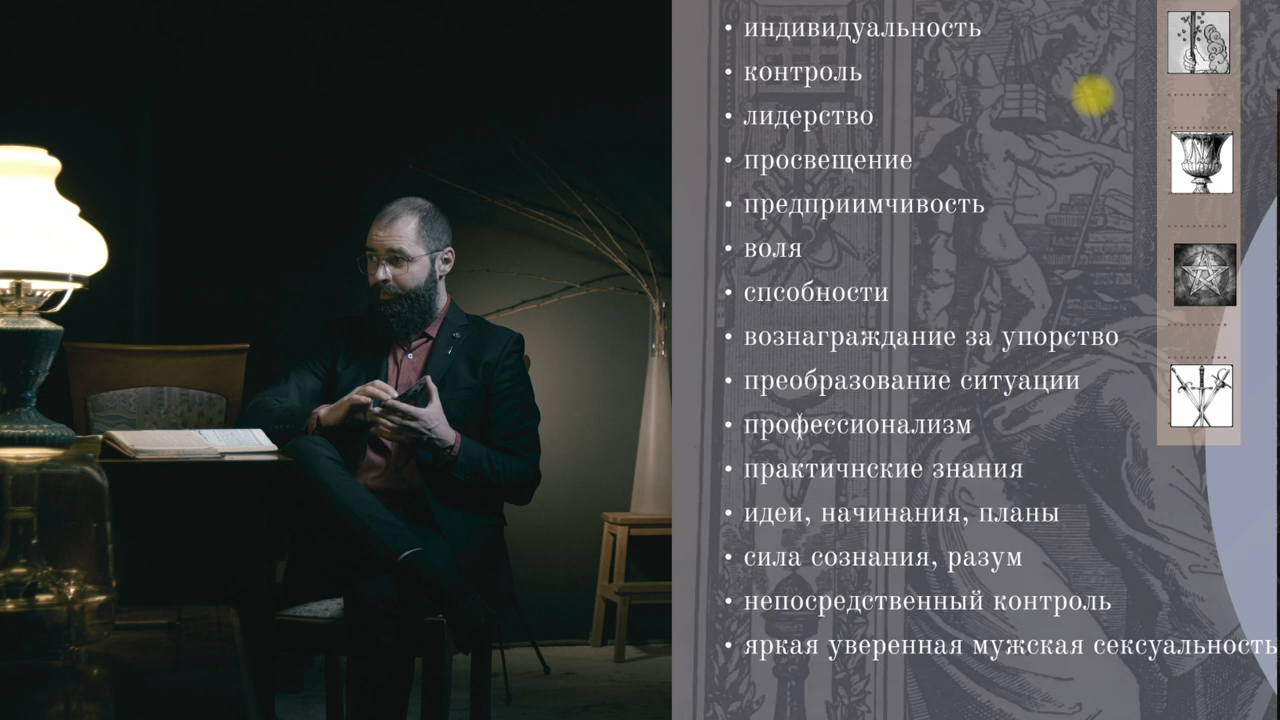 • индивидуальность
• контроль
• лидерство
• просвещение
• предприимчивость
• воля
• спсобности
• вознаграждание за упорство
• преобразование ситуации
• профессионализм
• практичнские знания
• идеи, начинания, планы
• сила сознания, разум
• непосредственный контроль
• яркая уверенная мужская сексуальность